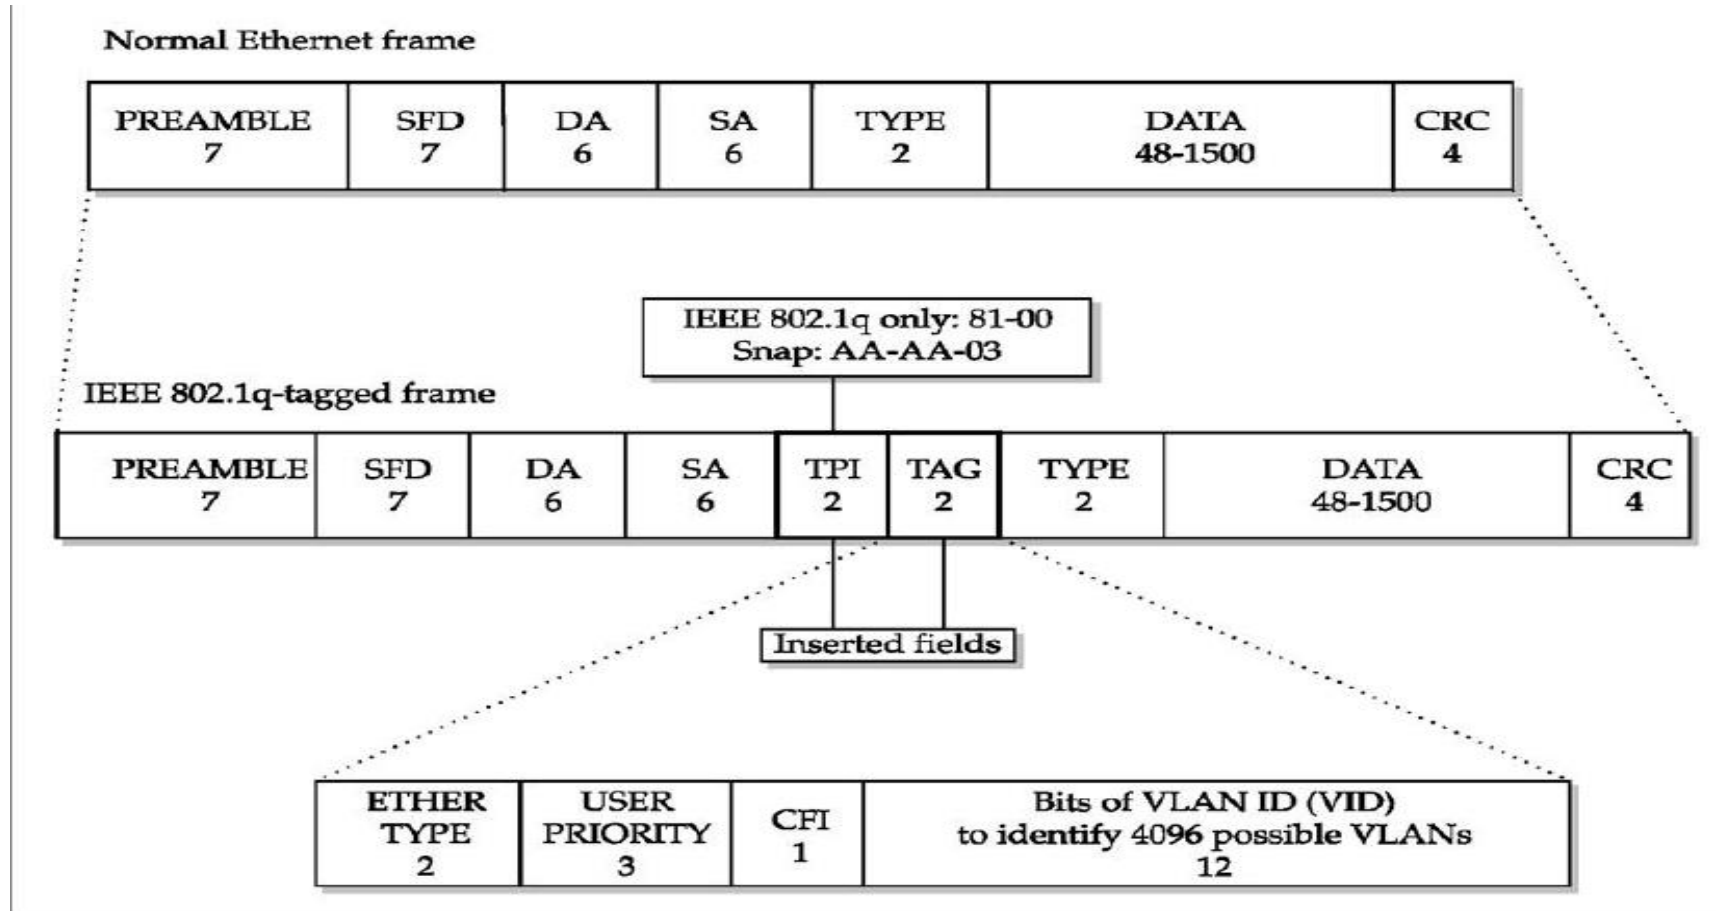 Normal Ethernet frame
PREAMBLE SFD DA SA TYPE DATA CRC
7 7 6 6 2 48-1500 4
IEEE 802.1q only: 81-00
Snap: AA-AA-03
IEEE 802.1q-tagged frame
PREAMBLE SFD DA SA TPI TAG TYPE DATA CRC
7 7 6 6 2 2 2 48-1500 4
Inserted fields
ETHER TYPE 2
USER PRIORITY 3
CFI 1
Bits of VLAN ID (VID)
to identify 4096 possible VLANs
12